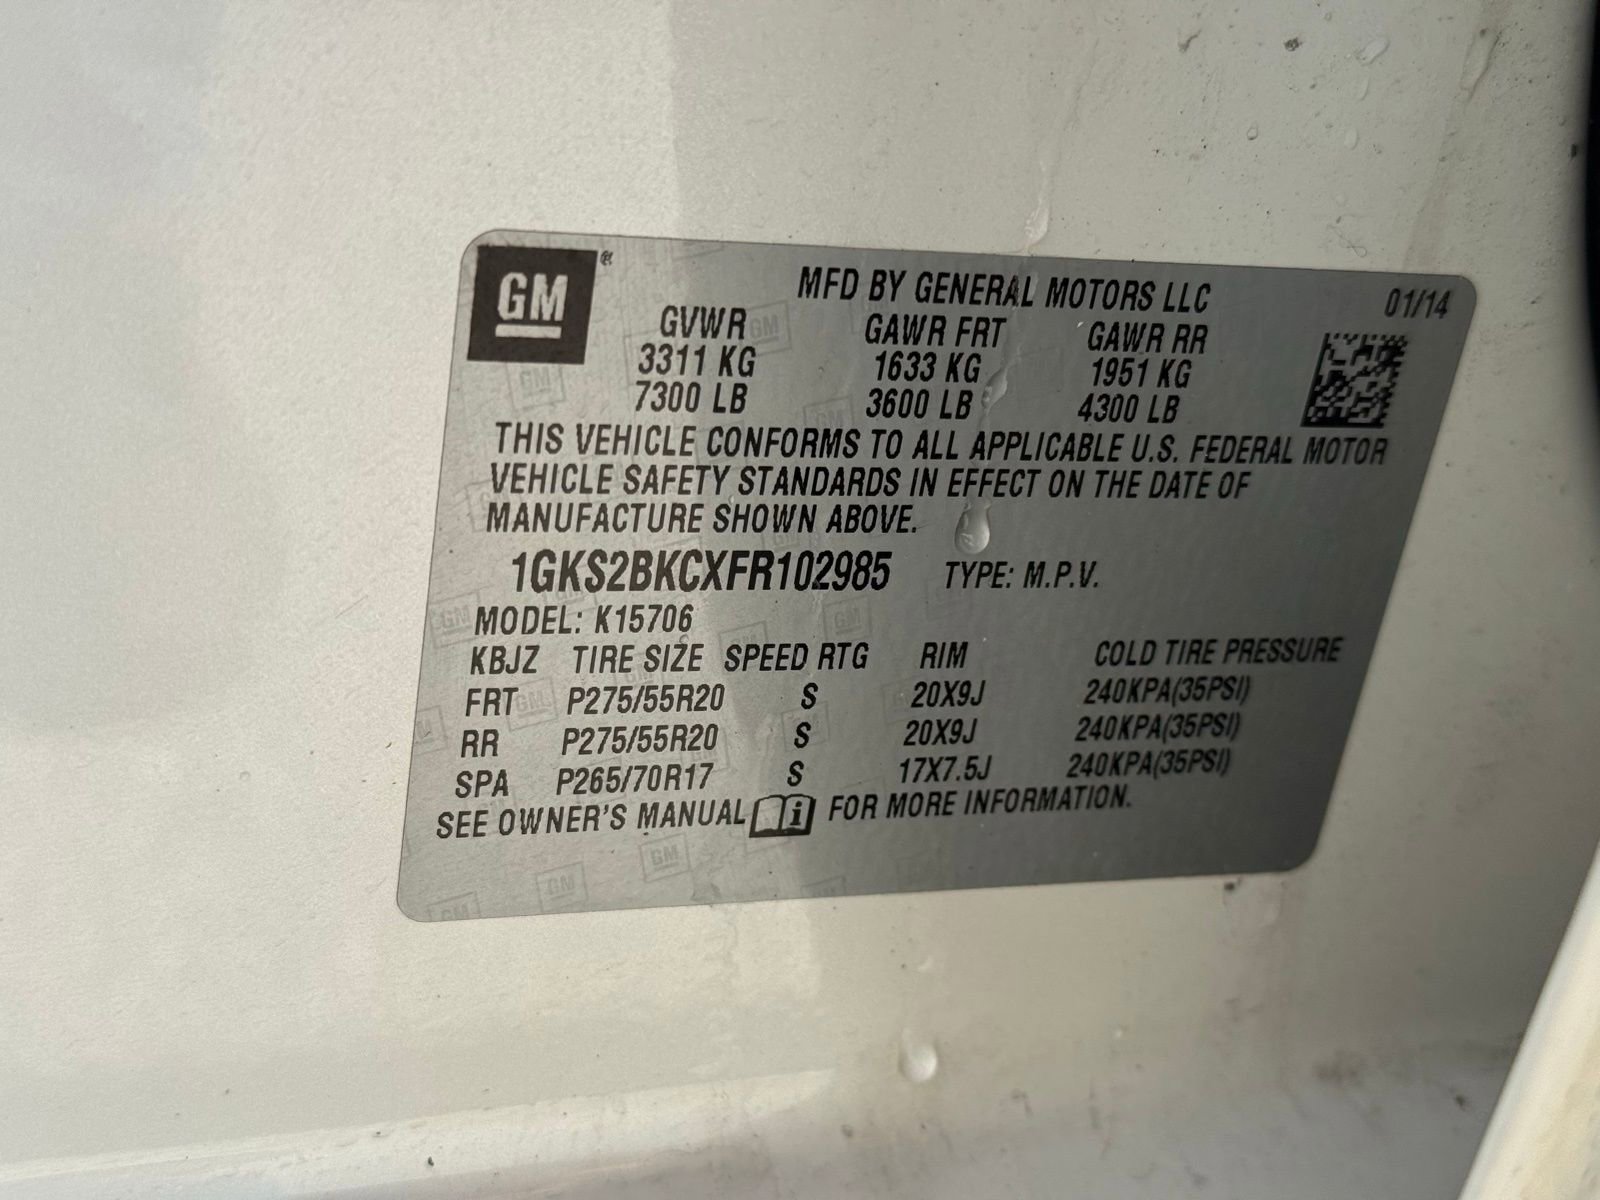 GM ®
MFD BY GENERAL MOTORS LLC 01/14
GVWR GAWR FRT GAWR RR
3311 KG 1633 KG 1951 KG
7300 LB 3600 LB 4300 LB
THIS VEHICLE CONFORMS TO ALL APPLICABLE U.S. FEDERAL MOTOR
VEHICLE SAFETY STANDARDS IN EFFECT ON THE DATE OF
MANUFACTURE SHOWN ABOVE.
1GKS2BKCXFR102985 TYPE: M.P.V.
MODEL: K15706
KBJZ TIRE SIZE SPEED RTG RIM COLD TIRE PRESSURE
FRT P275/55R20 S 20X9J 240KPA(35PSI)
RR P275/55R20 S 20X9J 240KPA(35PSI)
SPA P265/70R17 S 17X7.5J 240KPA(35PSI)
SEE OWNER'S MANUAL i FOR MORE INFORMATION.